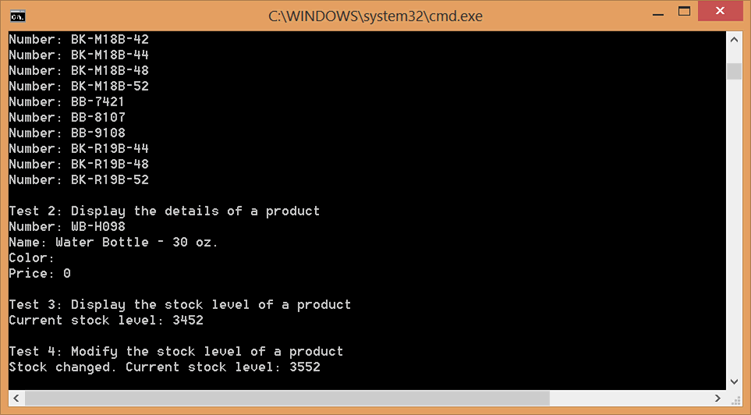 C:\WINDOWS\system32\cmd.exe
Number: BK-M18B-42
Number: BK-M18B-44
Number: BK-M18B-48
Number: BK-M18B-52
Number: BB-7421
Number: BB-8107
Number: BB-9108
Number: BK-R19B-44
Number: BK-R19B-48
Number: BK-R19B-52
Test 2: Display the details of a product
Number: WB-H098
Name: Water Bottle - 30 oz.
Color:
Price: 0
Test 3: Display the stock level of a product
Current stock level: 3452
Test 4: Modify the stock level of a product
Stock changed. Current stock level: 3552